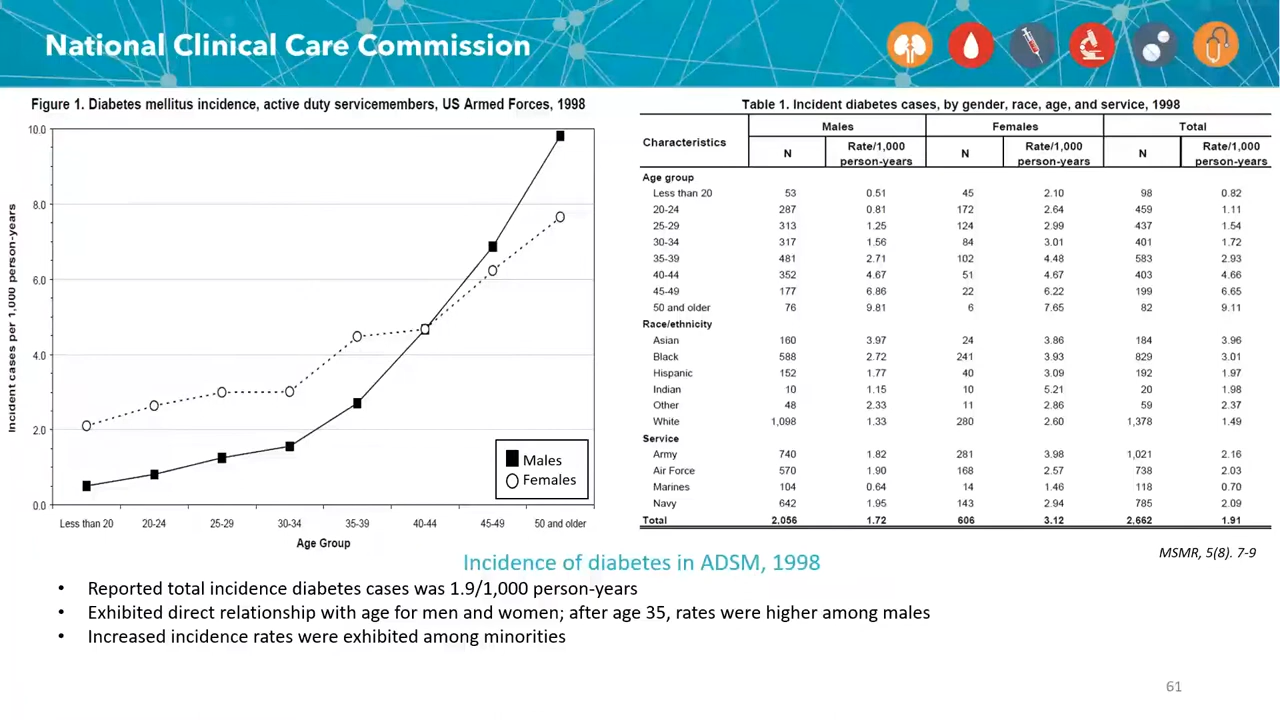 National Clinical Care Commission
Figure 1. Diabetes mellitus incidence, active duty servicemembers, US Armed Forces, 1998
Incident cases per 1,000 person-years
10.0
8.0
6.0
4.0
2.0
0.0
Males
Females
Less than 20 20-24 25-29 30-34 35-39 40-44 45-49 50 and older
Age Group
Table 1. Incident diabetes cases, by gender, race, age, and service, 1998
Characteristics Males Females Total
N Rate/1,000 person-years N Rate/1,000 person-years N Rate/1,000 person-years
Age group
Less than 20 53 0.51 45 2.10 98 0.82
20-24 287 0.81 172 2.64 459 1.11
25-29 313 1.25 124 2.99 437 1.54
30-34 317 1.56 84 3.01 401 1.72
35-39 481 2.71 102 4.48 583 2.93
40-44 352 4.67 51 4.67 403 4.66
45-49 177 6.86 22 6.22 199 6.65
50 and older 76 9.81 6 7.65 82 9.11
Race/ethnicity
Asian 160 3.97 24 3.86 184 3.96
Black 588 2.72 241 3.93 829 3.01
Hispanic 152 1.77 40 3.09 192 1.97
Indian 10 1.15 10 5.21 20 1.98
Other 48 2.33 11 2.86 59 2.37
White 1,098 1.33 280 2.60 1,378 1.49
Service
Army 740 1.82 281 3.98 1,021 2.16
Air Force 570 1.90 168 2.57 738 2.03
Marines 104 0.64 14 1.46 118 0.70
Navy 642 1.95 143 2.94 785 2.09
Total 2,056 1.72 606 3.12 2,662 1.91
MSMR, 5(8). 7-9
Incidence of diabetes in ADSM, 1998
• Reported total incidence diabetes cases was 1.9/1,000 person-years
• Exhibited direct relationship with age for men and women; after age 35, rates were higher among males
• Increased incidence rates were exhibited among minorities
61